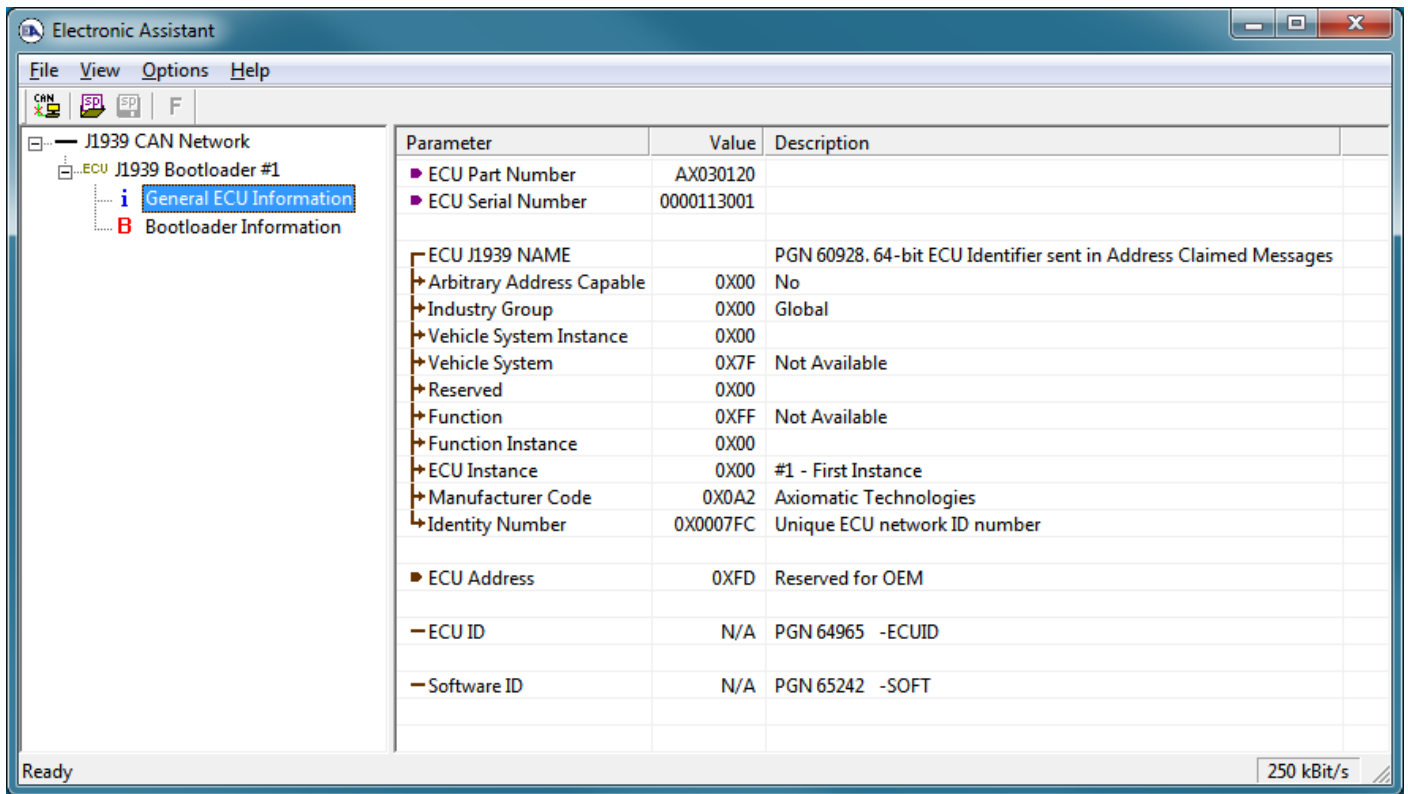 EA Electronic Assistant
File View Options Help
CAN SP SP F
J1939 CAN Network
ECU J1939 Bootloader #1
i General ECU Information
B Bootloader Information
Parameter Value Description
ECU Part Number AX030120
ECU Serial Number 0000113001
ECU J1939 NAME PGN 60928. 64-bit ECU Identifier sent in Address Claimed Messages
Arbitrary Address Capable 0X00 No
Industry Group 0X00 Global
Vehicle System Instance 0X00
Vehicle System 0X7F Not Available
Reserved 0X00
Function 0XFF Not Available
Function Instance 0X00
ECU Instance 0X00 #1 - First Instance
Manufacturer Code 0X0A2 Axiomatic Technologies
Identity Number 0X0007FC Unique ECU network ID number
ECU Address 0XFD Reserved for OEM
ECU ID N/A PGN 64965 -ECUID
Software ID N/A PGN 65242 -SOFT
Ready 250 kBit/s